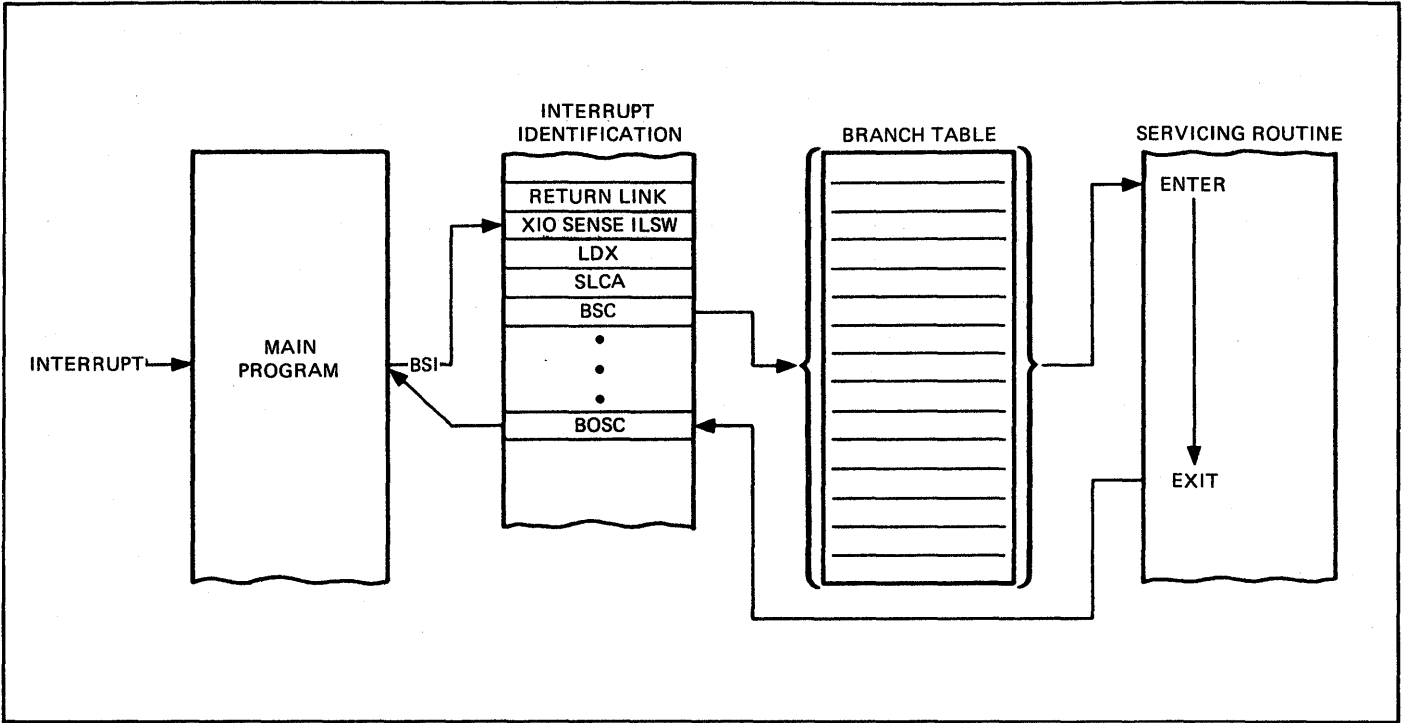 INTERRUPT
MAIN
PROGRAM
BSI
INTERRUPT
IDENTIFICATION
RETURN LINK
XIO SENSE ILSW
LDX
SLCA
BSC
BOSC
BRANCH TABLE
SERVICING ROUTINE
ENTER
EXIT